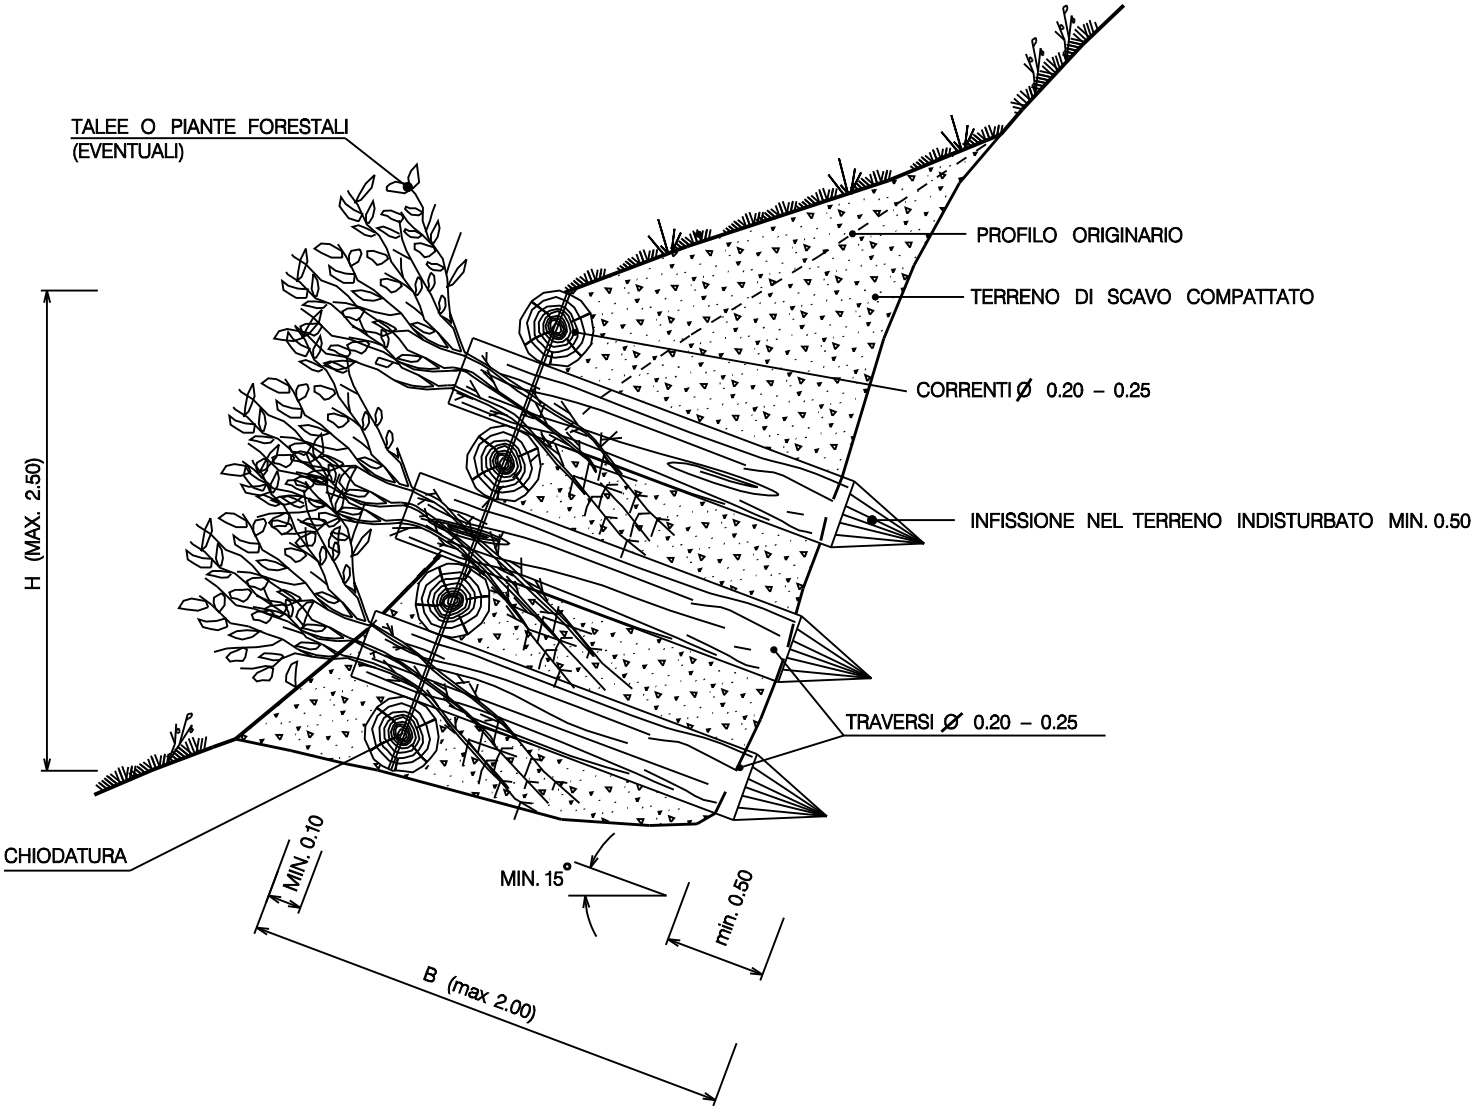 TALEE O PIANTE FORESTALI
(EVENTUALI)
PROFILO ORIGINARIO
TERRENO DI SCAVO COMPATTATO
CORRENTI Ø 0.20 - 0.25
H (MAX. 2.50)
INFISSIONE NEL TERRENO INDISTURBATO MIN. 0.50
TRAVERSI Ø 0.20 - 0.25
CHIODATURA
MIN. 0.10
MIN. 15°
min. 0.50
B (max 2.00)